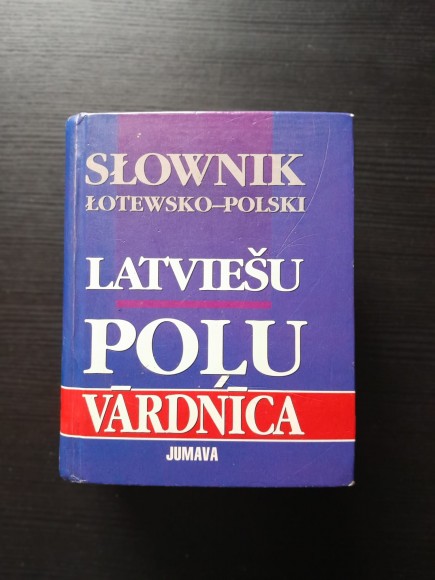 SŁOWNIK
ŁOTEWSKO–POLSKI
LATVIEŠU
POĻU
VĀRDNĪCA
JUMAVA